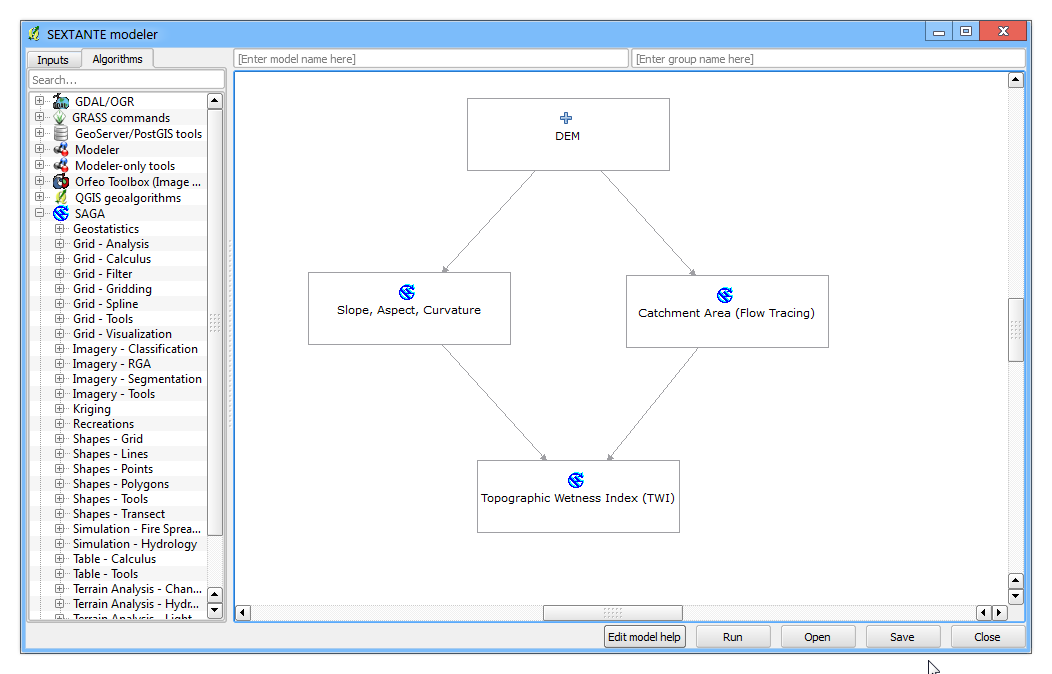 SEXTANTE modeler
Inputs
Algorithms
[Enter model name here]
[Enter group name here]
Search...
GDAL/OGR
GRASS commands
GeoServer/PostGIS tools
Modeler
Modeler-only tools
Orfeo Toolbox (Image ...
QGIS geoalgorithms
SAGA
Geostatistics
Grid - Analysis
Grid - Calculus
Grid - Filter
Grid - Gridding
Grid - Spline
Grid - Tools
Grid - Visualization
Imagery - Classification
Imagery - RGA
Imagery - Segmentation
Imagery - Tools
Kriging
Recreations
Shapes - Grid
Shapes - Lines
Shapes - Points
Shapes - Polygons
Shapes - Tools
Shapes - Transect
Simulation - Fire Sprea...
Simulation - Hydrology
Table - Calculus
Table - Tools
Terrain Analysis - Chan...
Terrain Analysis - Hydr...
Terrain Analysis - Light
DEM
Slope, Aspect, Curvature
Catchment Area (Flow Tracing)
Topographic Wetness Index (TWI)
Edit model help
Run
Open
Save
Close